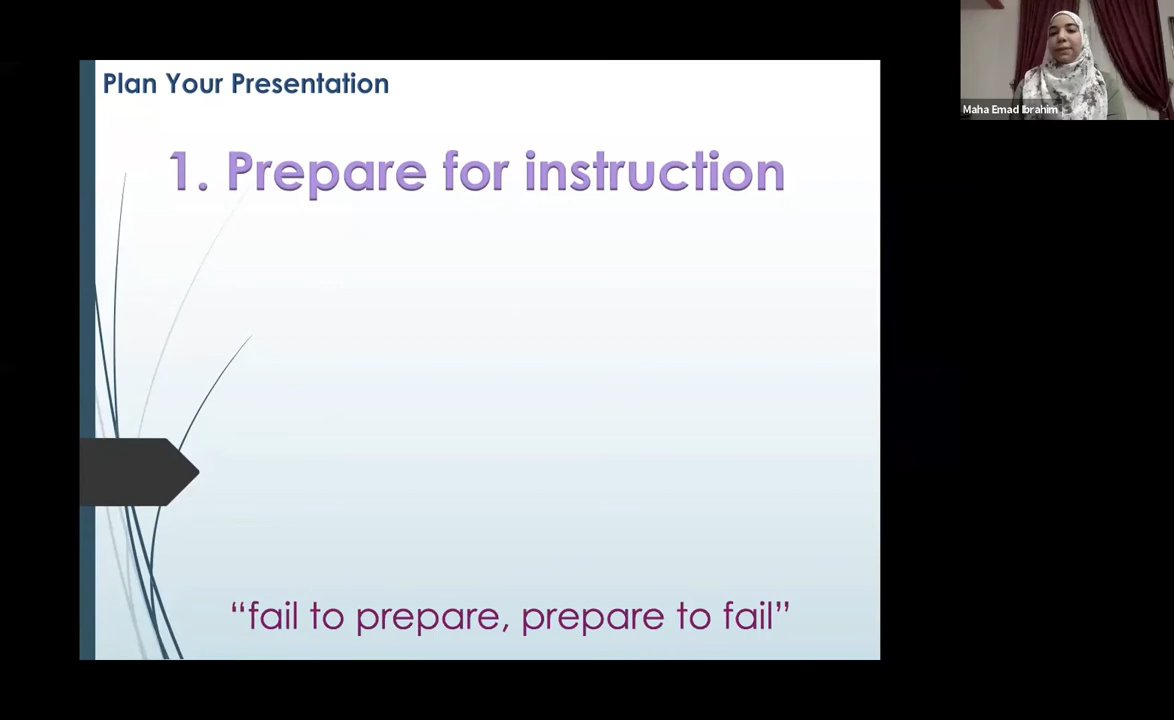 Plan Your Presentation
1. Prepare for instruction
“fail to prepare, prepare to fail”
Maha Emad Ibrahim